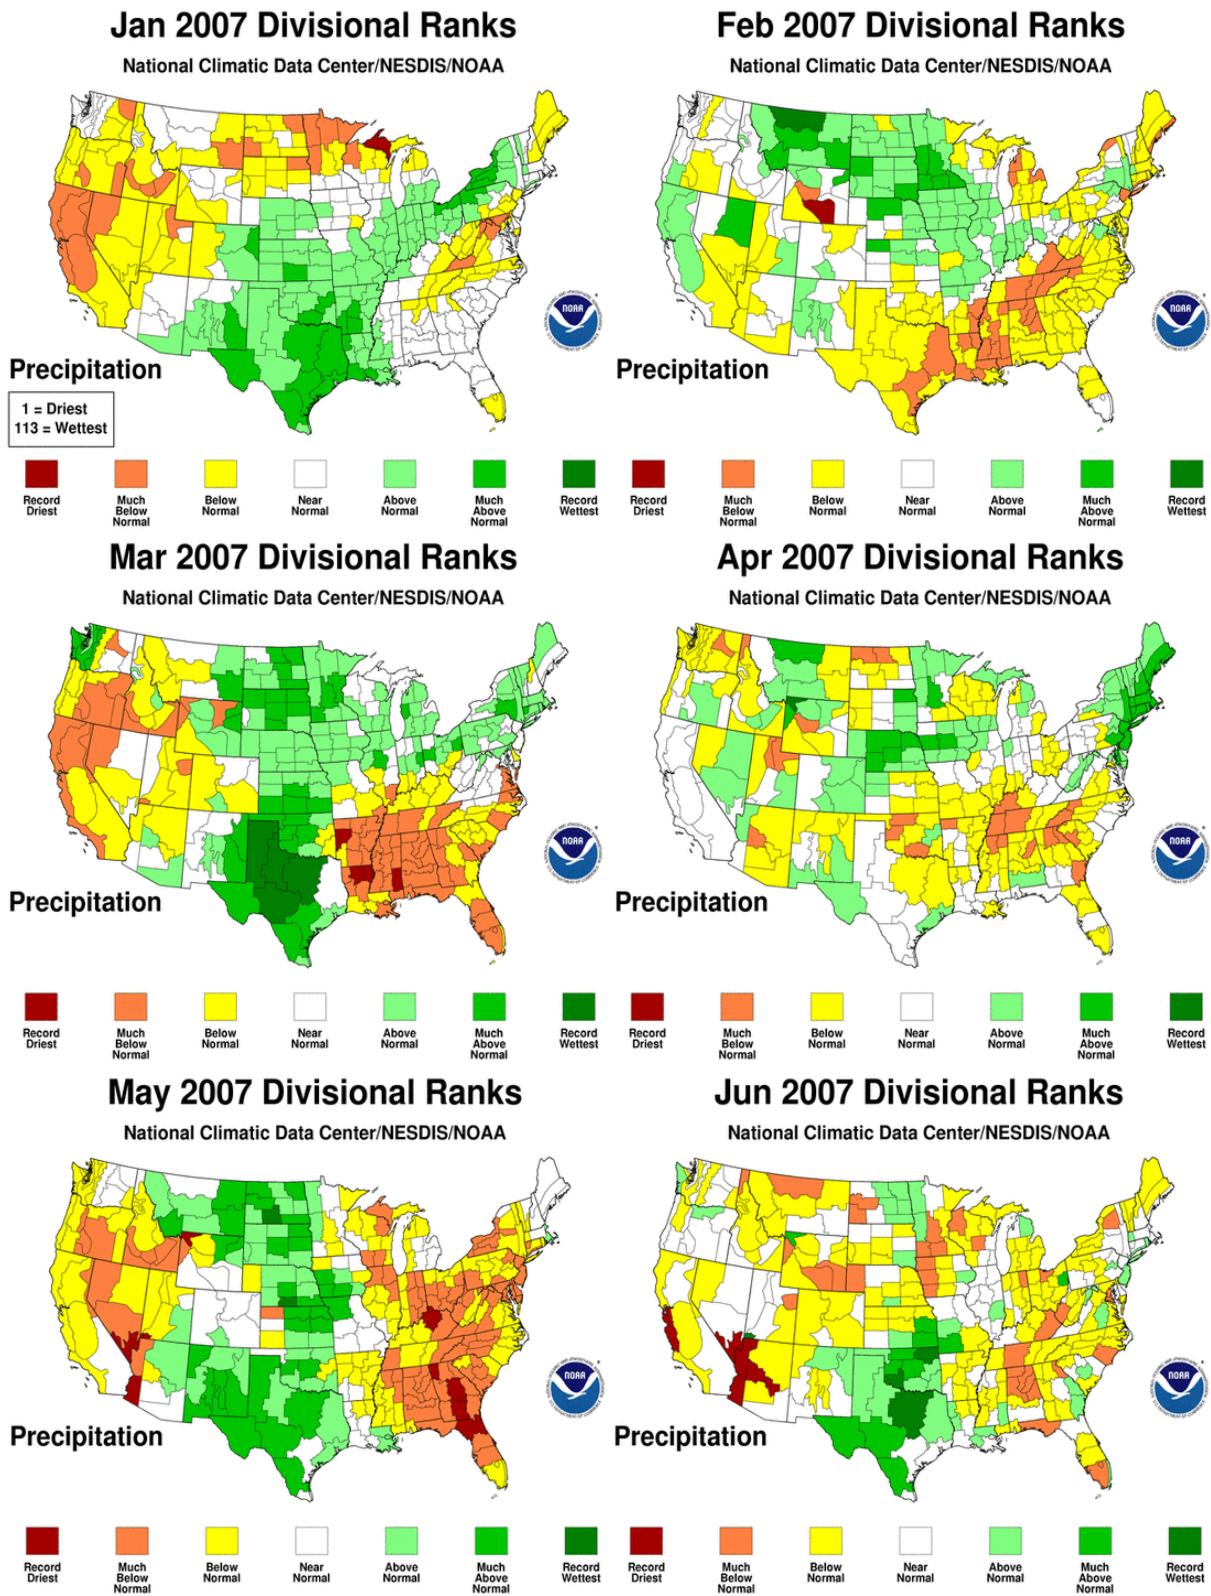 Jan 2007 Divisional Ranks
National Climatic Data Center/NESDIS/NOAA
NOAA
Precipitation
1 = Driest
113 = Wettest
Record Driest
Much Below Normal
Below Normal
Near Normal
Above Normal
Much Above Normal
Record Wettest
Feb 2007 Divisional Ranks
National Climatic Data Center/NESDIS/NOAA
NOAA
Precipitation
Record Driest
Much Below Normal
Below Normal
Near Normal
Above Normal
Much Above Normal
Record Wettest
Mar 2007 Divisional Ranks
National Climatic Data Center/NESDIS/NOAA
NOAA
Precipitation
Record Driest
Much Below Normal
Below Normal
Near Normal
Above Normal
Much Above Normal
Record Wettest
Apr 2007 Divisional Ranks
National Climatic Data Center/NESDIS/NOAA
NOAA
Precipitation
Record Driest
Much Below Normal
Below Normal
Near Normal
Above Normal
Much Above Normal
Record Wettest
May 2007 Divisional Ranks
National Climatic Data Center/NESDIS/NOAA
NOAA
Precipitation
Record Driest
Much Below Normal
Below Normal
Near Normal
Above Normal
Much Above Normal
Record Wettest
Jun 2007 Divisional Ranks
National Climatic Data Center/NESDIS/NOAA
NOAA
Precipitation
Record Driest
Much Below Normal
Below Normal
Near Normal
Above Normal
Much Above Normal
Record Wettest